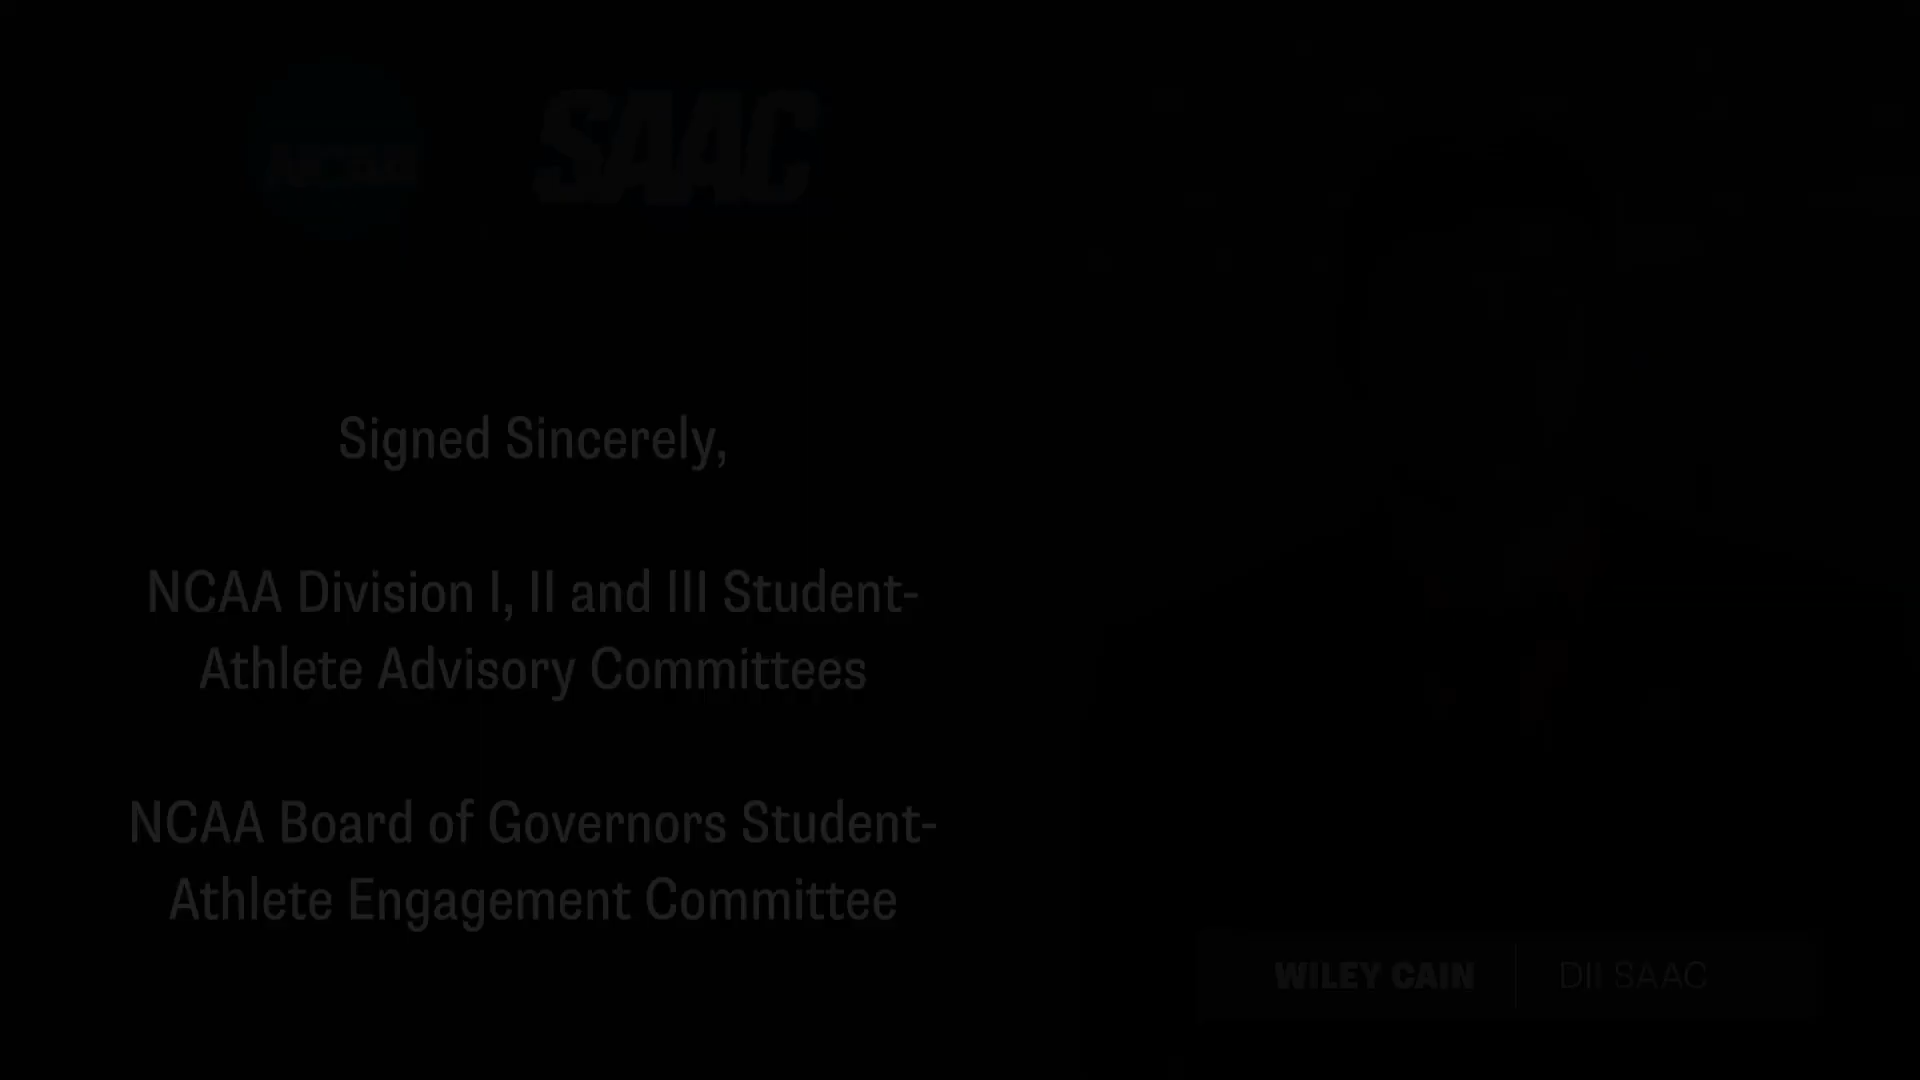 NCAA
SAAC
Signed Sincerely,
NCAA Division I, II and III Student-
Athlete Advisory Committees
NCAA Board of Governors Student-
Athlete Engagement Committee
WILEY CAIN
DII SAAC